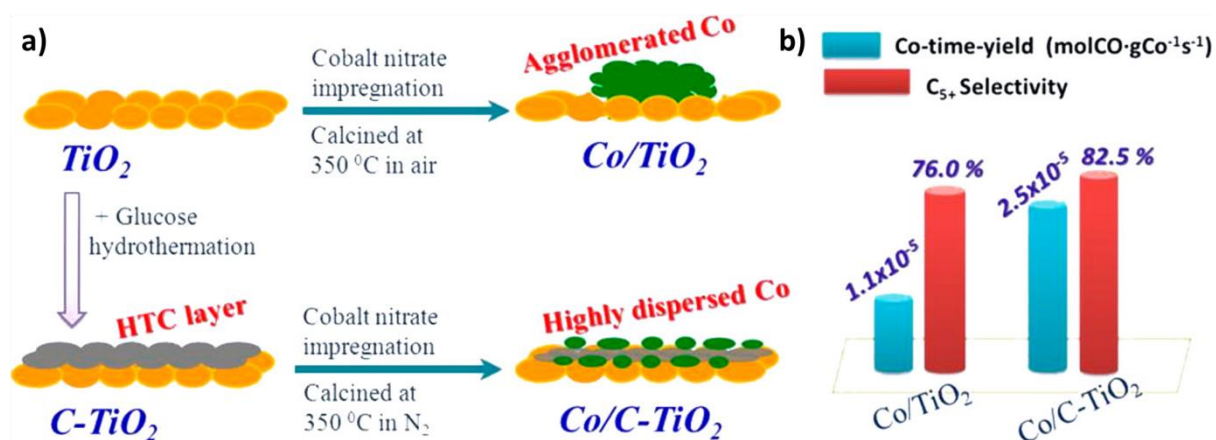 a)
Cobalt nitrate
impregnation
Calcined at
350 ⁰C in air
Agglomerated Co
TiO₂
Co/TiO₂
+ Glucose
hydrothermation
HTC layer
Cobalt nitrate
impregnation
Calcined at
350 ⁰C in N₂
Highly dispersed Co
C-TiO₂
Co/C-TiO₂
b)
Co-time-yield (molCO·gCo⁻¹s⁻¹)
C₅₊ Selectivity
1.1x10⁻⁵
76.0 %
2.5x10⁻⁵
82.5 %
Co/TiO₂
Co/C-TiO₂